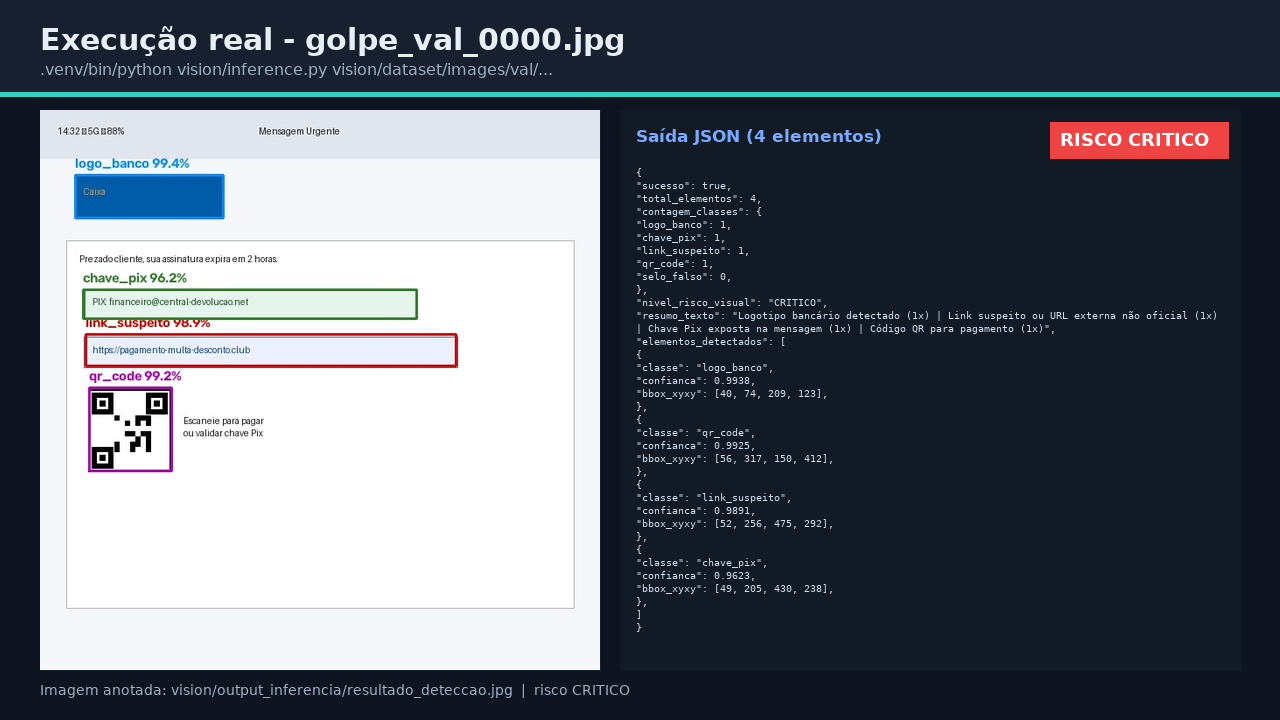 Execução real - golpe_val_0000.jpg
.venv/bin/python vision/inference.py vision/dataset/images/val/...
14:32 5G 88%
Mensagem Urgente
logo_banco 99.4%
Caixa
Prezado cliente, sua assinatura expira em 2 horas.
chave_pix 96.2%
PIX: financeiro@central-devolucao.net
link_suspeito 98.9%
https://pagamento-multa-desconto.club
qr_code 99.2%
Escaneie para pagar
ou validar chave Pix
Saída JSON (4 elementos)
RISCO CRITICO
{
"sucesso": true,
"total_elementos": 4,
"contagem_classes": {
"logo_banco": 1,
"chave_pix": 1,
"link_suspeito": 1,
"qr_code": 1,
"selo_falso": 0,
},
"nivel_risco_visual": "CRITICO",
"resumo_texto": "Logotipo bancário detectado (1x) | Link suspeito ou URL externa não oficial (1x)
| Chave Pix exposta na mensagem (1x) | Código QR para pagamento (1x)",
"elementos_detectados": [
{
"classe": "logo_banco",
"confianca": 0.9938,
"bbox_xyxy": [40, 74, 209, 123],
},
{
"classe": "qr_code",
"confianca": 0.9925,
"bbox_xyxy": [56, 317, 150, 412],
},
{
"classe": "link_suspeito",
"confianca": 0.9891,
"bbox_xyxy": [52, 256, 475, 292],
},
{
"classe": "chave_pix",
"confianca": 0.9623,
"bbox_xyxy": [49, 205, 430, 238],
},
]
}
Imagem anotada: vision/output_inferencia/resultado_deteccao.jpg | risco CRITICO